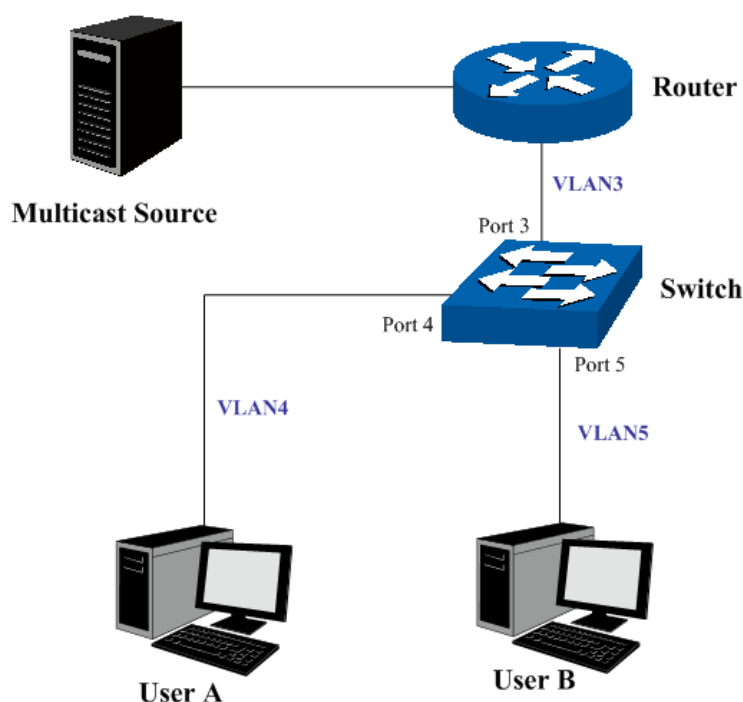 Router
VLAN3
Multicast Source
Port 3
Switch
Port 4
Port 5
VLAN4
VLAN5
User A
User B